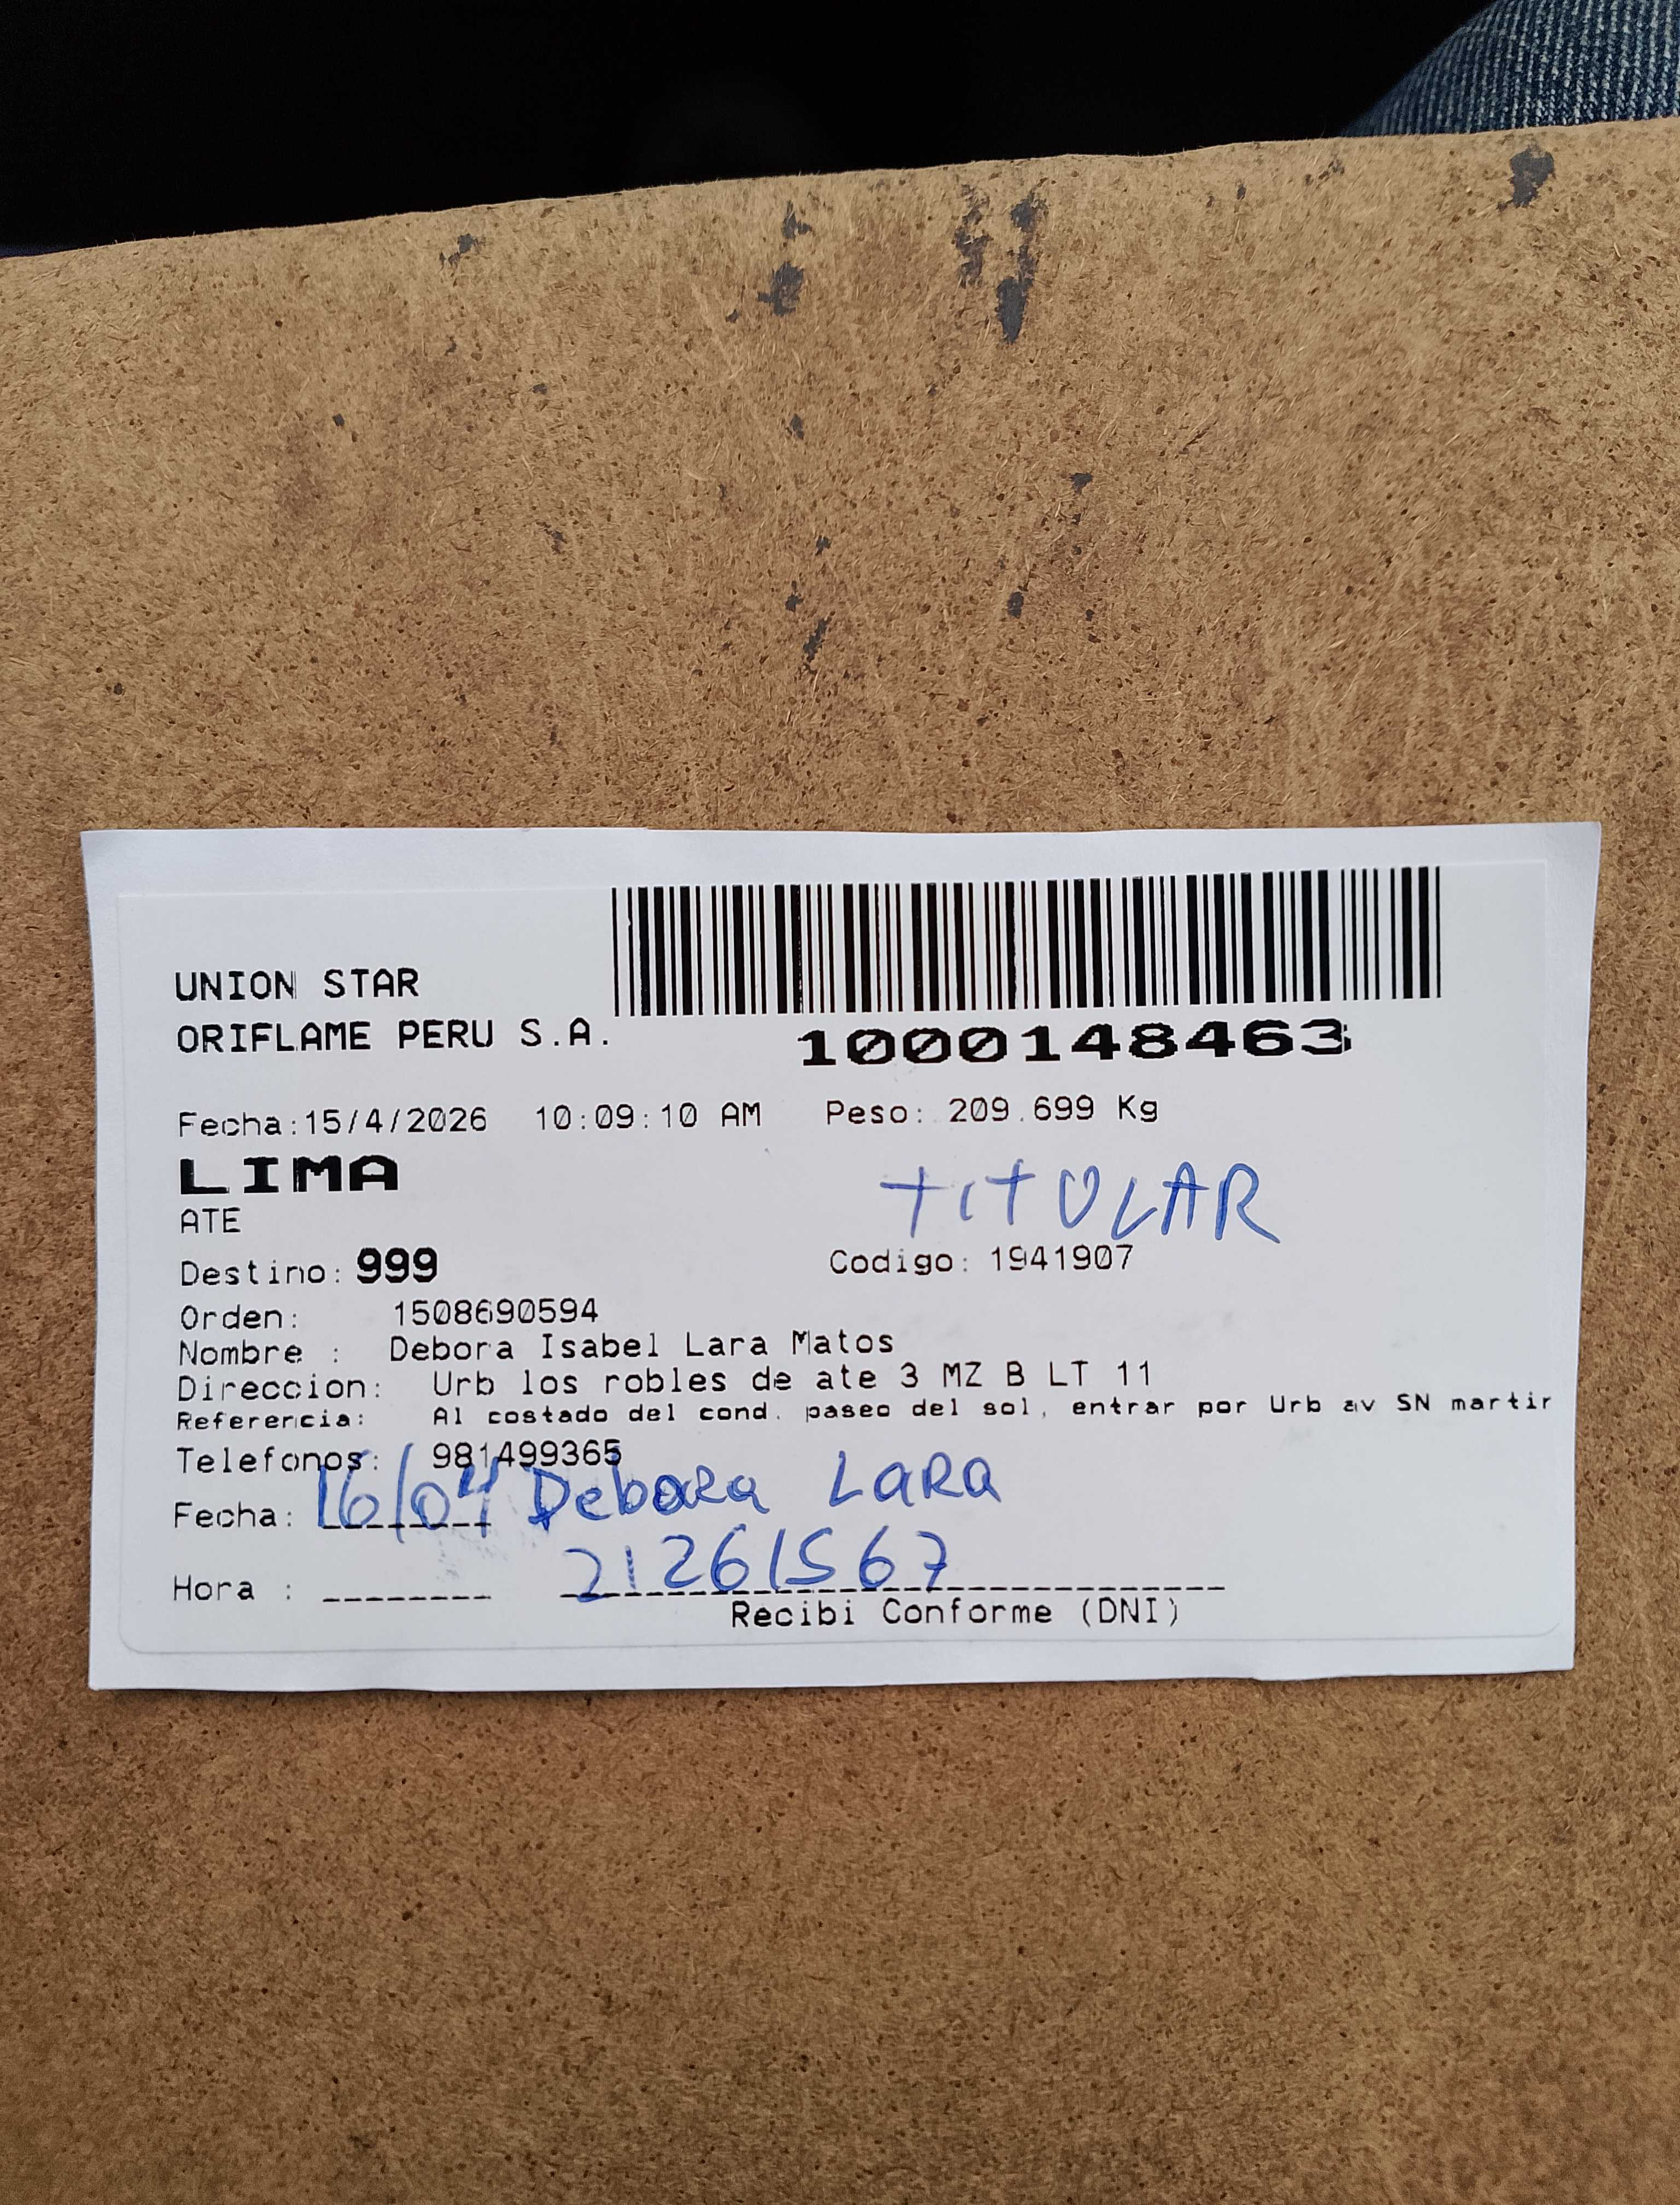 UNION STAR
ORIFLAME PERU S.A.
1000148463
Fecha:15/4/2026 10:09:10 AM Peso: 209.699 Kg
LIMA
TITULAR
ATE
Destino: 999 Codigo: 1941907
Orden: 1508690594
Nombre : Debora Isabel Lara Matos
Direccion: Urb los robles de ate 3 MZ B LT 11
Referencia: Al costado del cond. paseo del sol, entrar por Urb av SN martir
Telefonos: 981499365
Fecha: 16/04 Debora Lara
21261567
Hora :
Recibi Conforme (DNI)